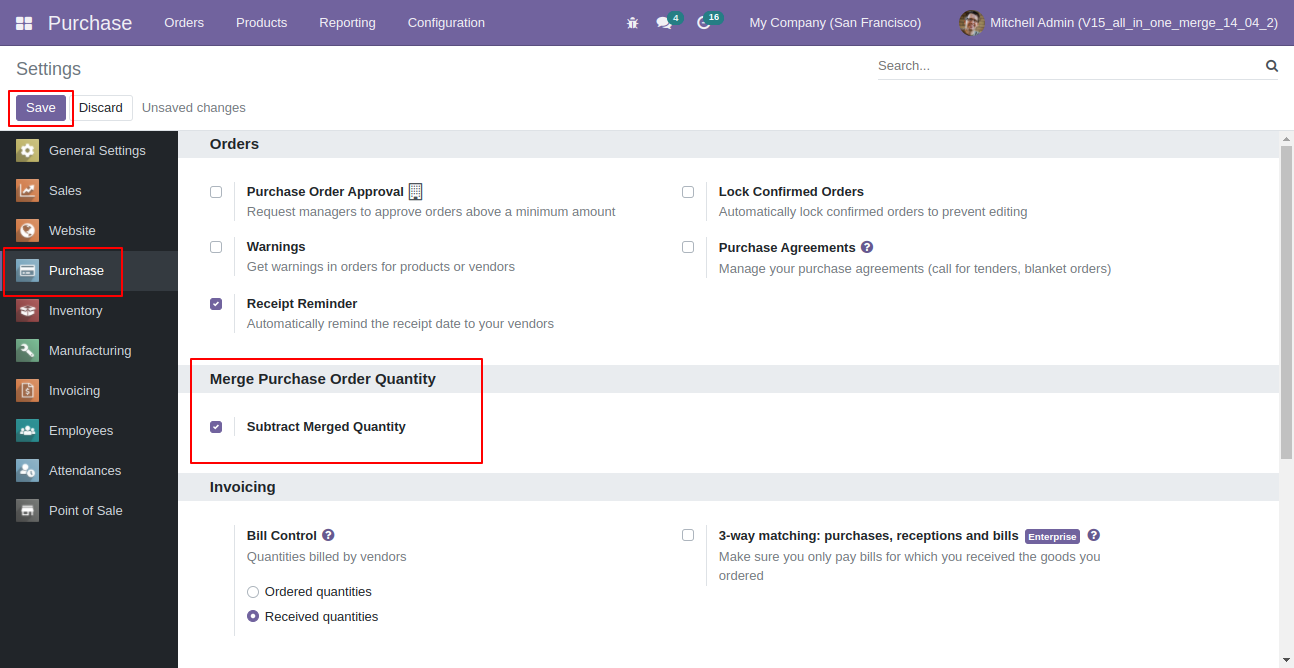 Purchase Orders Products Reporting Configuration 4 16 My Company (San Francisco) Mitchell Admin (V15_all_in_one_merge_14_04_2)
Settings
Search...
Save Discard Unsaved changes
General Settings
Sales
Website
Purchase
Inventory
Manufacturing
Invoicing
Employees
Attendances
Point of Sale
Orders
Purchase Order Approval
Request managers to approve orders above a minimum amount
Lock Confirmed Orders
Automatically lock confirmed orders to prevent editing
Warnings
Get warnings in orders for products or vendors
Purchase Agreements ?
Manage your purchase agreements (call for tenders, blanket orders)
Receipt Reminder
Automatically remind the receipt date to your vendors
Merge Purchase Order Quantity
Subtract Merged Quantity
Invoicing
Bill Control ?
Quantities billed by vendors
Ordered quantities
Received quantities
3-way matching: purchases, receptions and bills Enterprise ?
Make sure you only pay bills for which you received the goods you
ordered